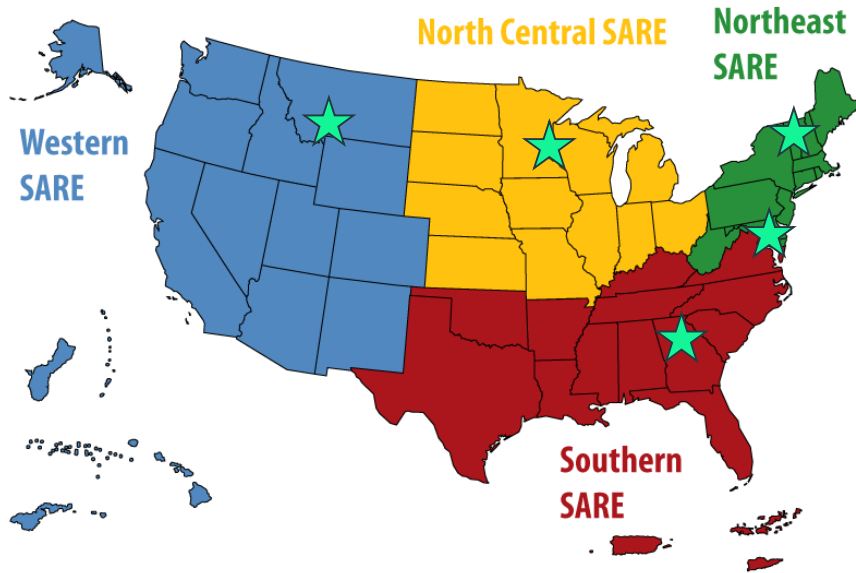 North Central SARE
Northeast
SARE
Western
SARE
Southern
SARE